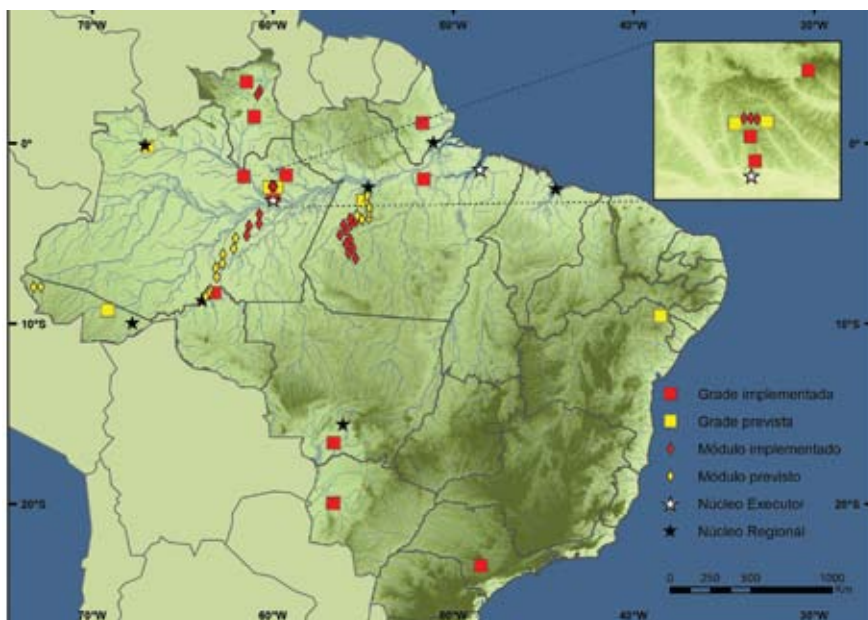 70°W 60°W 50°W 40°W 30°W
0°
0°
10°S
10°S
20°S
20°S
Grade implementada
Grade prevista
Módulo implementado
Módulo previsto
Núcleo Executor
Núcleo Regional
0 250 500 1000
Km
70°W 60°W 50°W 40°W 30°W